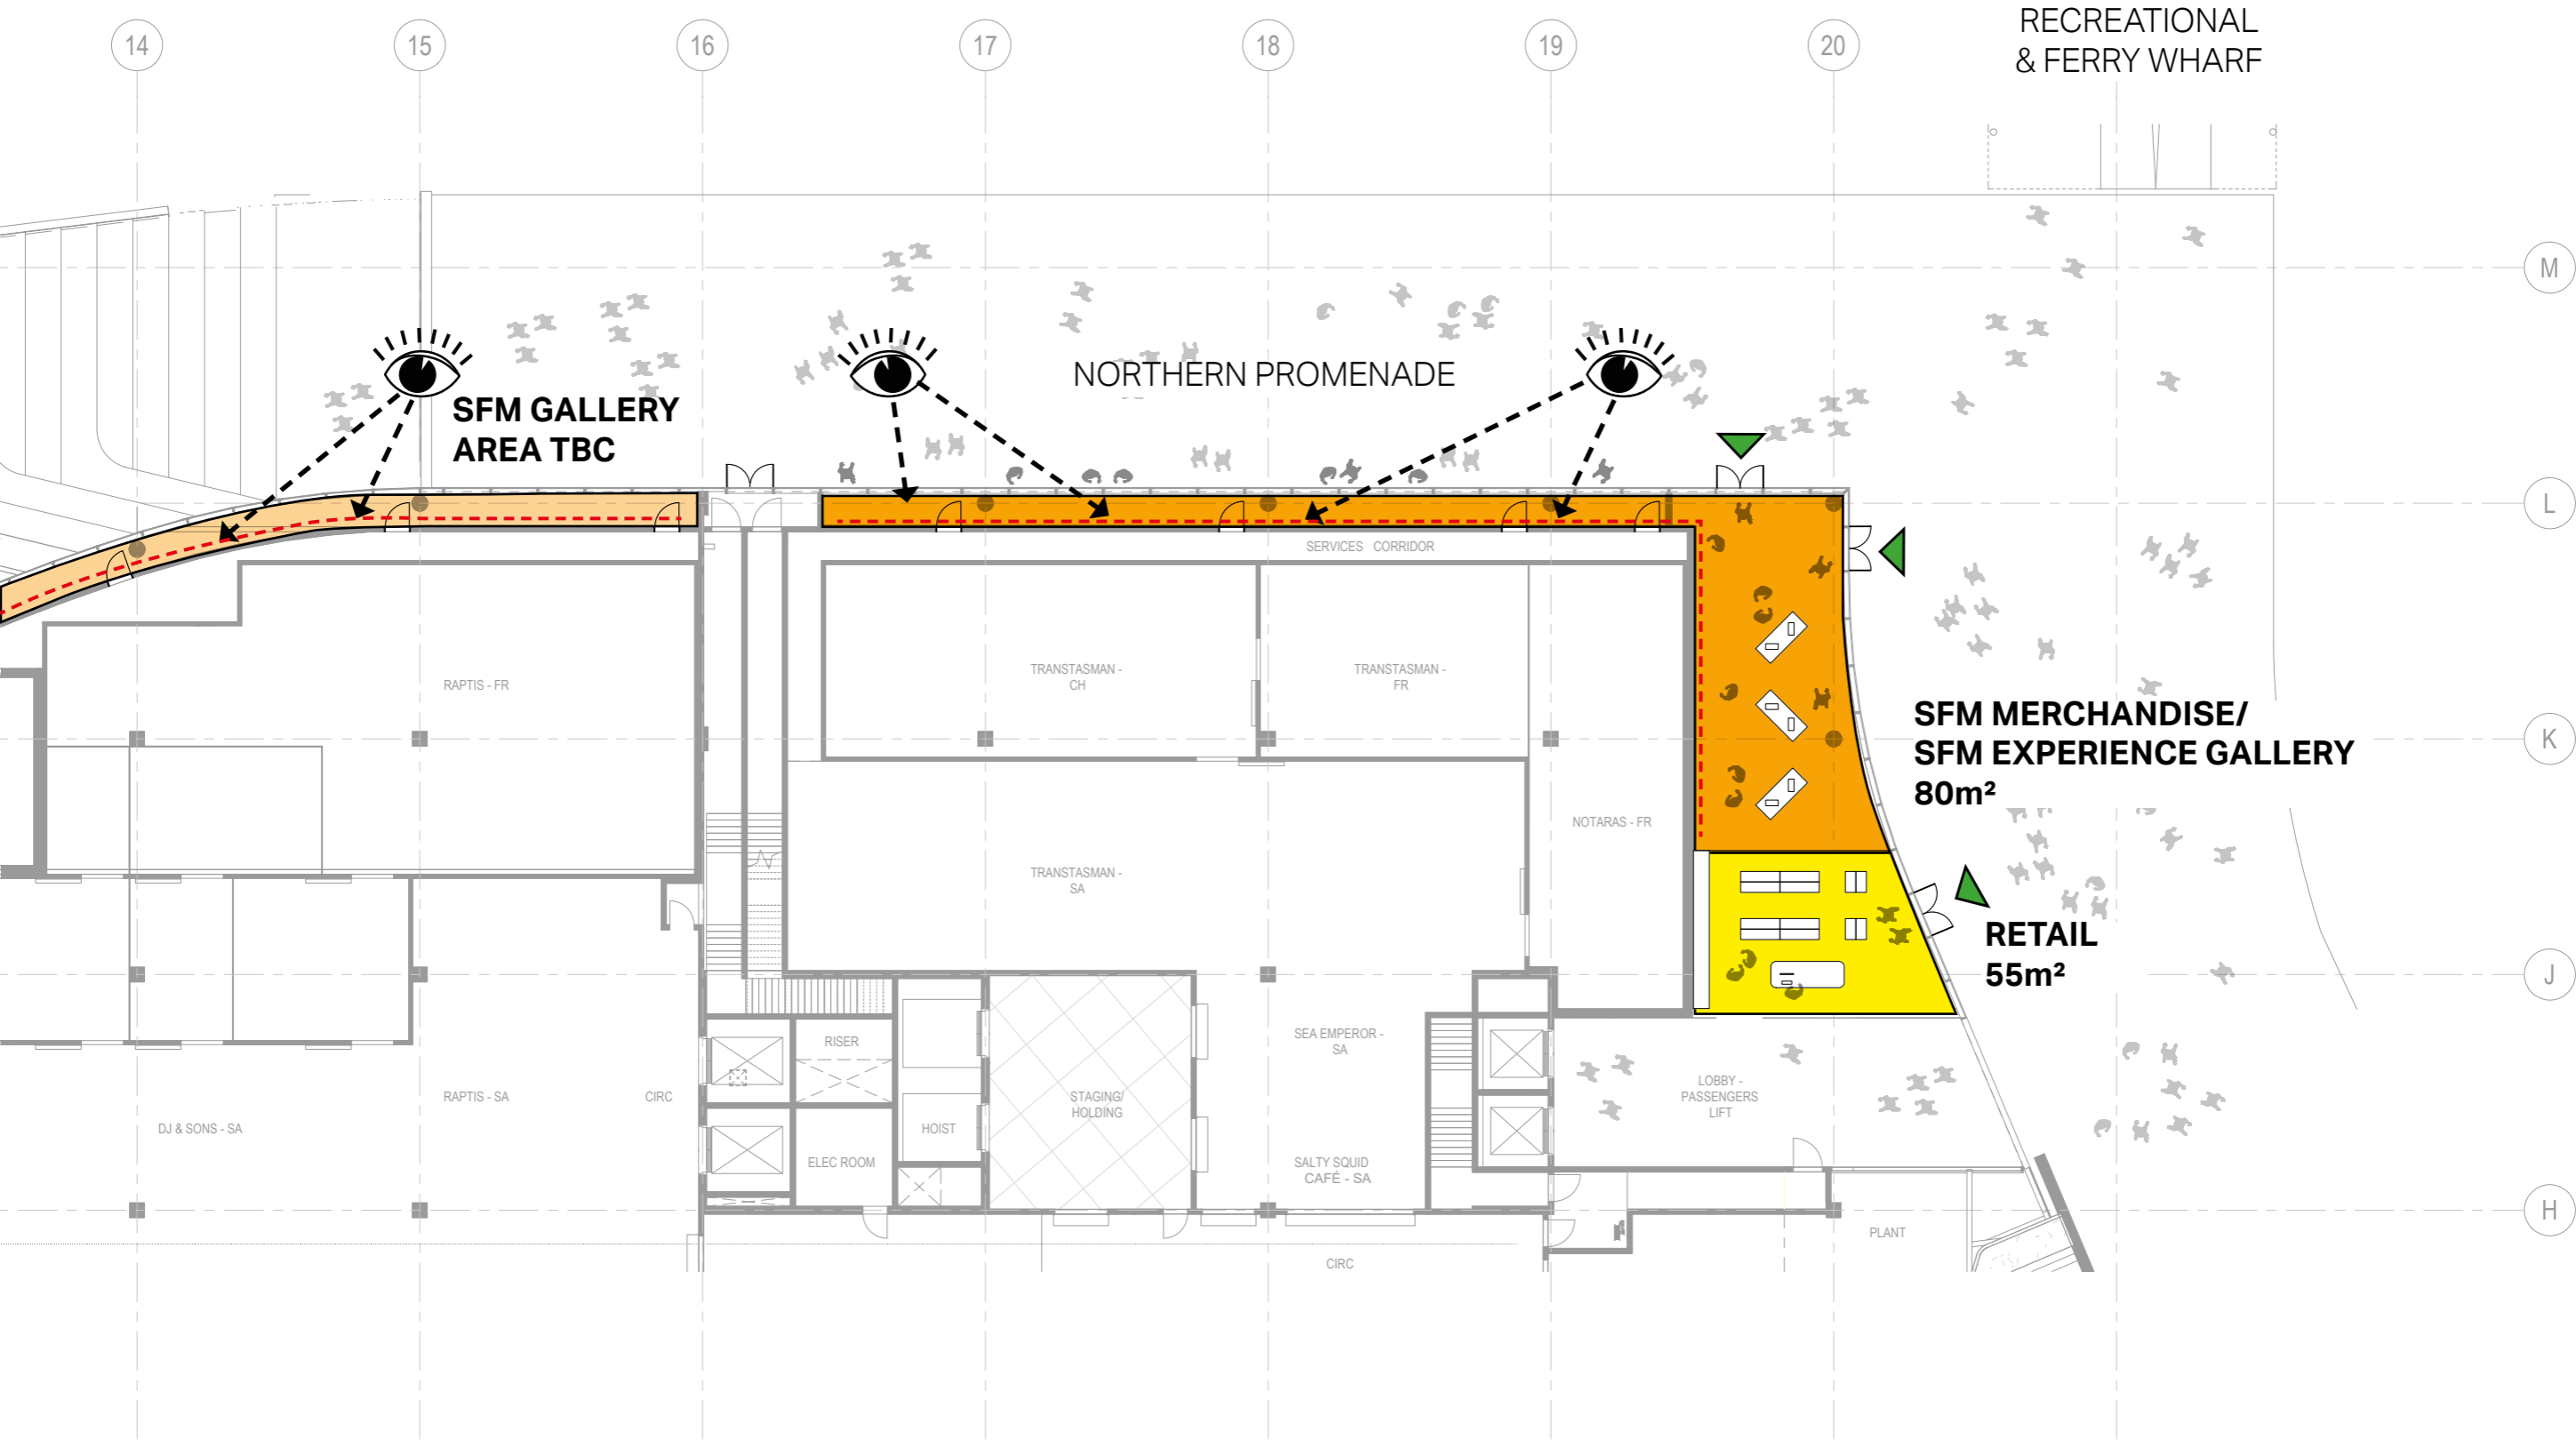 RECREATIONAL
& FERRY WHARF
14
15
16
17
18
19
20
M
NORTHERN PROMENADE
SFM GALLERY
AREA TBC
L
SERVICES CORRIDOR
TRANSTASMAN -
CH
TRANSTASMAN -
FR
RAPTIS - FR
SFM MERCHANDISE/
SFM EXPERIENCE GALLERY
80m²
K
NOTARAS - FR
TRANSTASMAN -
SA
RETAIL
55m²
J
RISER
SEA EMPEROR -
SA
RAPTIS - SA
CIRC
STAGING/
HOLDING
LOBBY -
PASSENGERS
LIFT
DJ & SONS - SA
HOIST
ELEC ROOM
SALTY SQUID
CAFÉ - SA
H
PLANT
CIRC